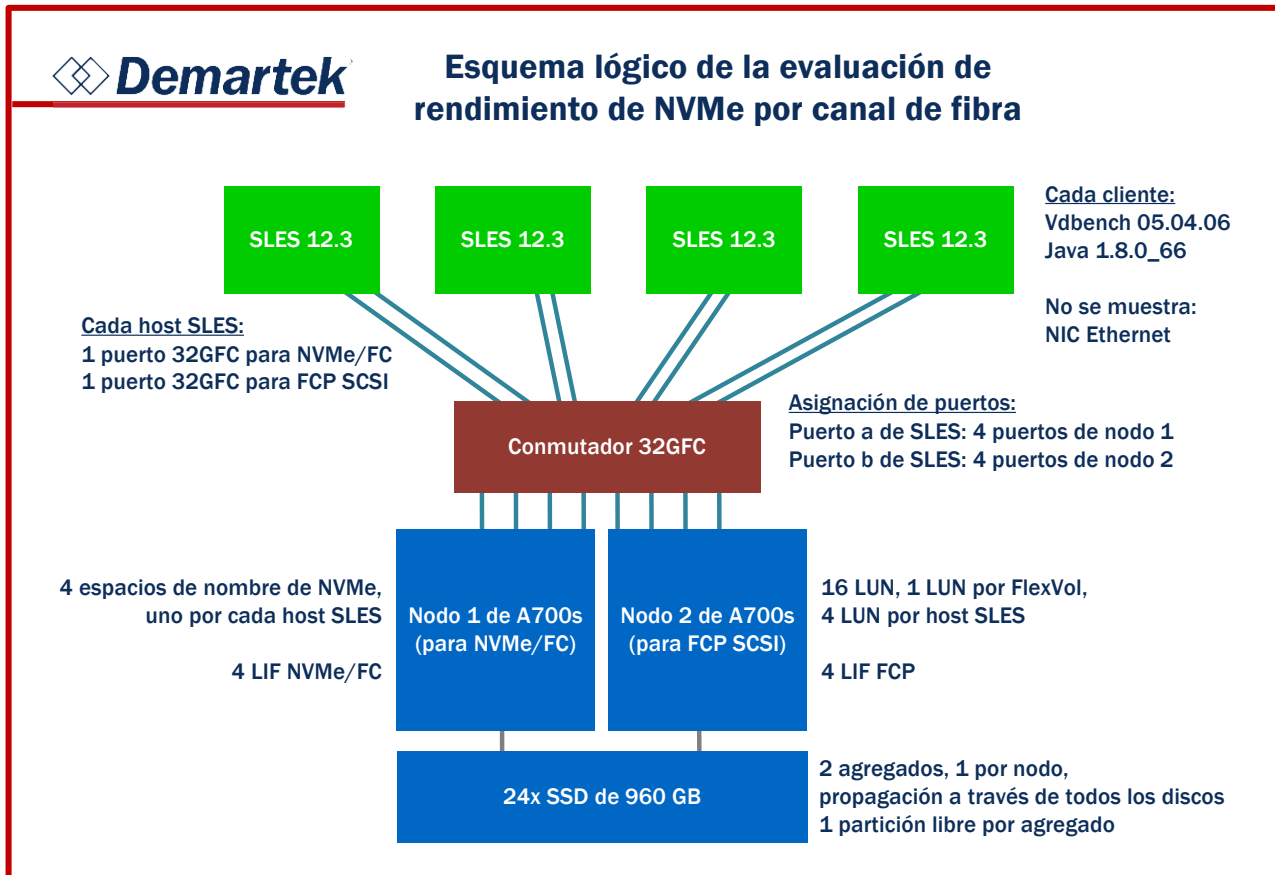 Demartek
Esquema lógico de la evaluación de
rendimiento de NVMe por canal de fibra
SLES 12.3
SLES 12.3
SLES 12.3
SLES 12.3
Cada cliente:
Vdbench 05.04.06
Java 1.8.0_66
No se muestra:
NIC Ethernet
Cada host SLES:
1 puerto 32GFC para NVMe/FC
1 puerto 32GFC para FCP SCSI
Conmutador 32GFC
Asignación de puertos:
Puerto a de SLES: 4 puertos de nodo 1
Puerto b de SLES: 4 puertos de nodo 2
4 espacios de nombre de NVMe,
uno por cada host SLES
4 LIF NVMe/FC
Nodo 1 de A700s
(para NVMe/FC)
Nodo 2 de A700s
(para FCP SCSI)
16 LUN, 1 LUN por FlexVol,
4 LUN por host SLES
4 LIF FCP
24x SSD de 960 GB
2 agregados, 1 por nodo,
propagación a través de todos los discos
1 partición libre por agregado